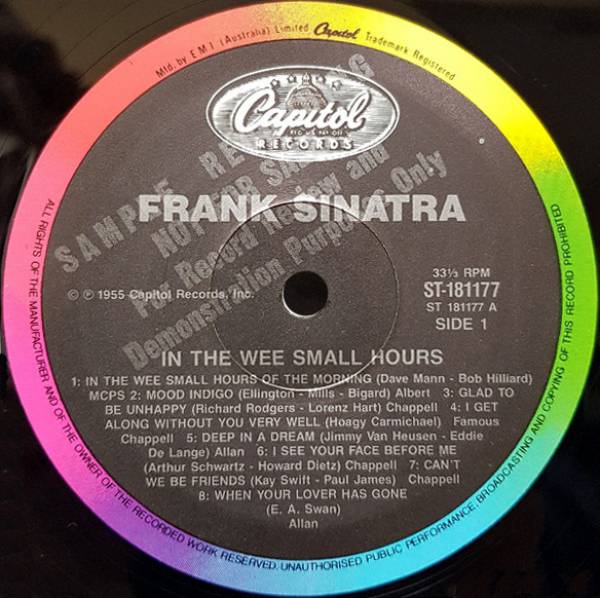 Mfd. by E M I (Australia) Limited Capitol Trademark Registered
Capitol
RECORDS
SAMPLE RECORDING
NOT FOR SALE
For Record Review and
Demonstration Purposes Only
FRANK SINATRA
33⅓ RPM
© ℗ 1955 Capitol Records, Inc.
ST-181177
ST 181177 A
SIDE 1
IN THE WEE SMALL HOURS
1: IN THE WEE SMALL HOURS OF THE MORNING (Dave Mann - Bob Hilliard)
MCPS 2: MOOD INDIGO (Ellington - Mills - Bigard) Albert 3: GLAD TO
BE UNHAPPY (Richard Rodgers - Lorenz Hart) Chappell 4: I GET
ALONG WITHOUT YOU VERY WELL (Hoagy Carmichael) Famous
Chappell 5: DEEP IN A DREAM (Jimmy Van Heusen - Eddie
De Lange) Allan 6: I SEE YOUR FACE BEFORE ME
(Arthur Schwartz - Howard Dietz) Chappell 7: CAN'T
WE BE FRIENDS (Kay Swift - Paul James) Chappell
8: WHEN YOUR LOVER HAS GONE
(E. A. Swan)
Allan
ALL RIGHTS OF THE MANUFACTURER AND OF THE OWNER OF THE RECORDED WORK RESERVED. UNAUTHORISED PUBLIC PERFORMANCE, BROADCASTING AND COPYING OF THIS RECORD PROHIBITED